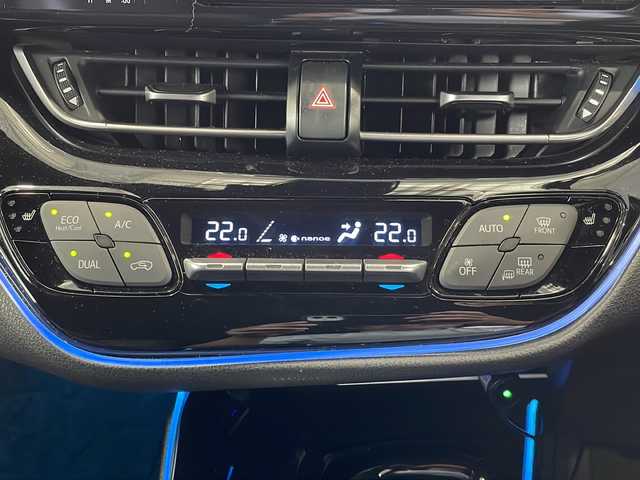 ECO
Heat/Cool
A/C
DUAL
22.0
nanoe
22.0
AUTO
FRONT
OFF
REAR